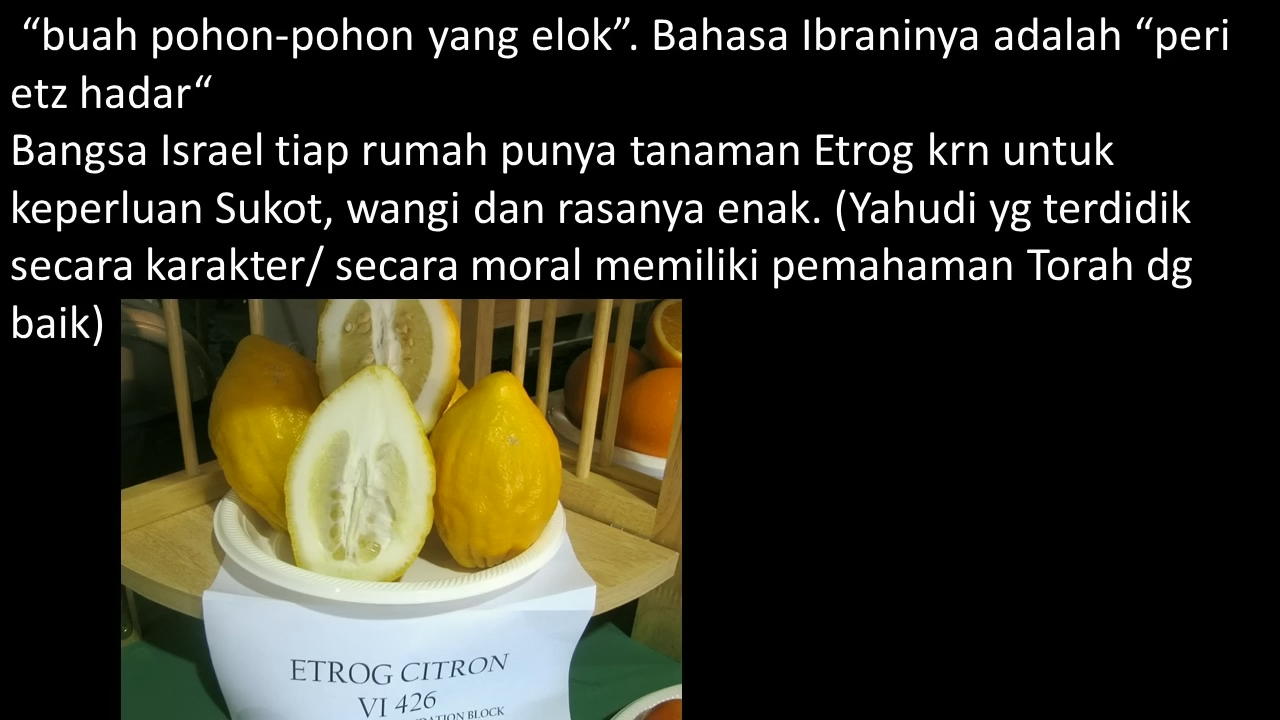 “buah pohon-pohon yang elok”. Bahasa Ibraninya adalah “peri
etz hadar“
Bangsa Israel tiap rumah punya tanaman Etrog krn untuk
keperluan Sukot, wangi dan rasanya enak. (Yahudi yg terdidik
secara karakter/ secara moral memiliki pemahaman Torah dg
baik)
ETROG CITRON
VI 426
BLOCK